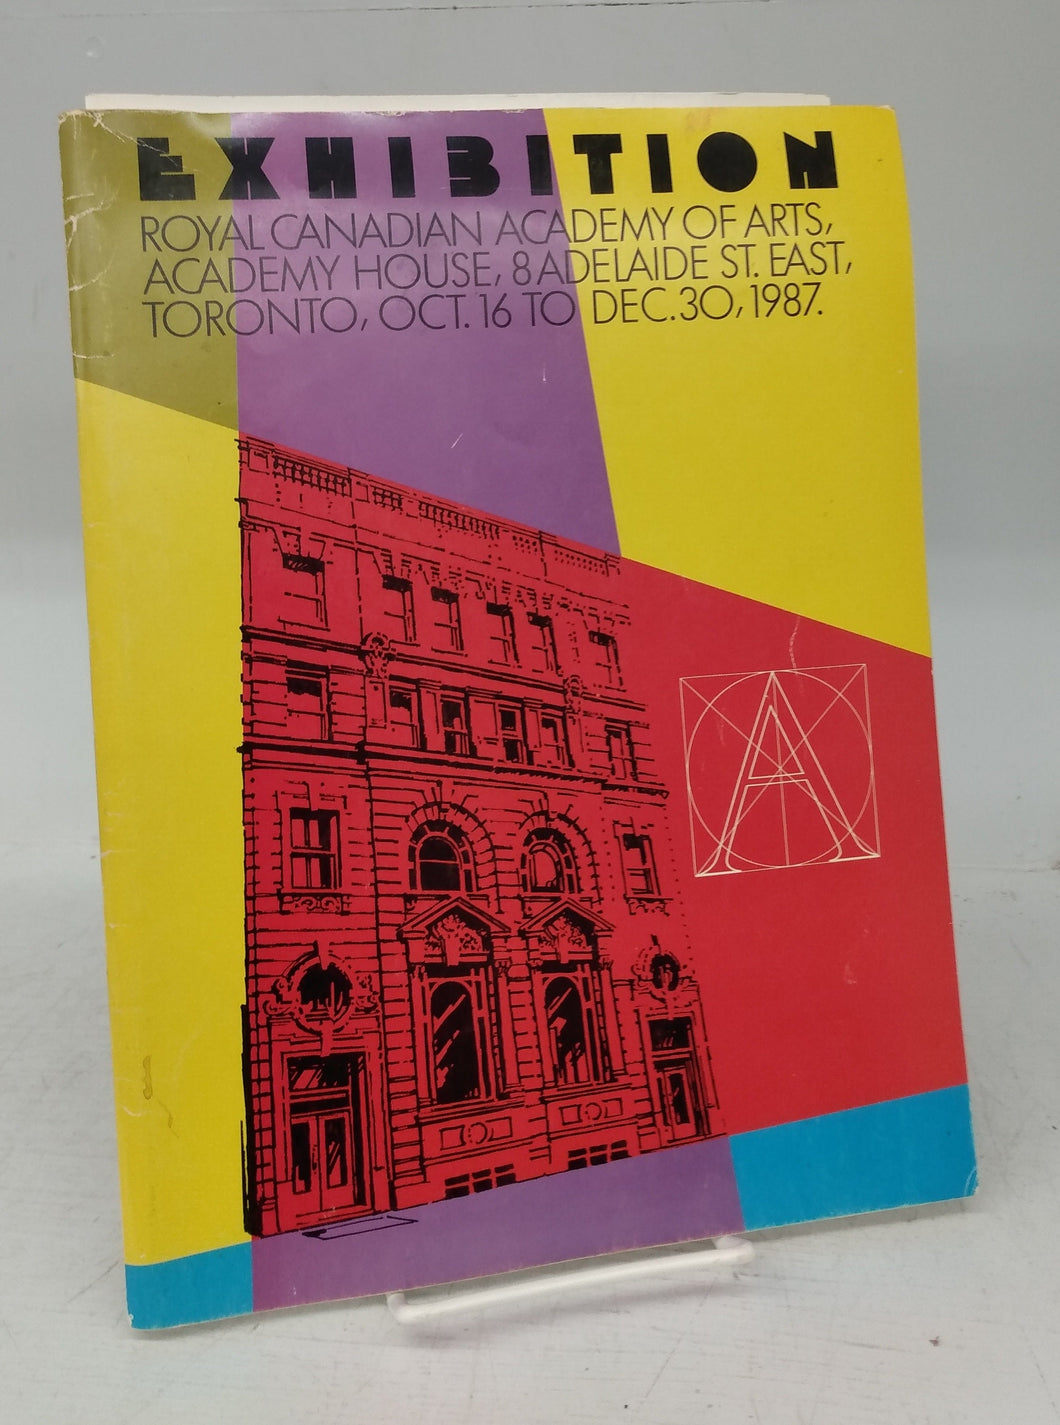 EXHIBITION
ROYAL CANADIAN ACADEMY OF ARTS,
ACADEMY HOUSE, 8 ADELAIDE ST. EAST,
TORONTO, OCT. 16 TO DEC. 30, 1987.
A